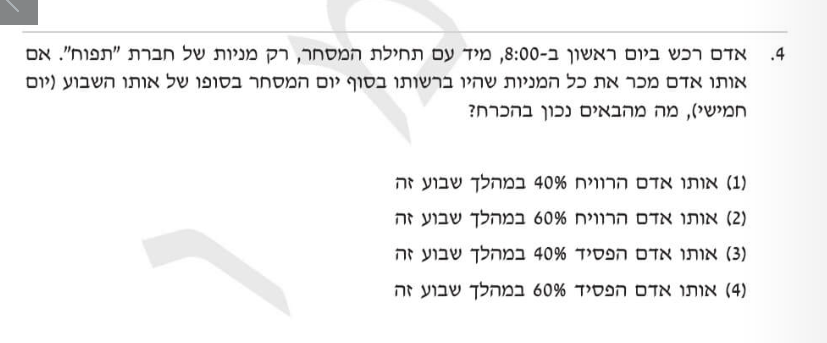 4. אדם רכש ביום ראשון ב-8:00, מיד עם תחילת המסחר, רק מניות של חברת "תפוח". אם
אותו אדם מכר את כל המניות שהיו ברשותו בסוף יום המסחר בסופו של אותו השבוע (יום
חמישי), מה מהבאים נכון בהכרח?
(1) אותו אדם הרוויח 40% במהלך שבוע זה
(2) אותו אדם הרוויח 60% במהלך שבוע זה
(3) אותו אדם הפסיד 40% במהלך שבוע זה
(4) אותו אדם הפסיד 60% במהלך שבוע זה